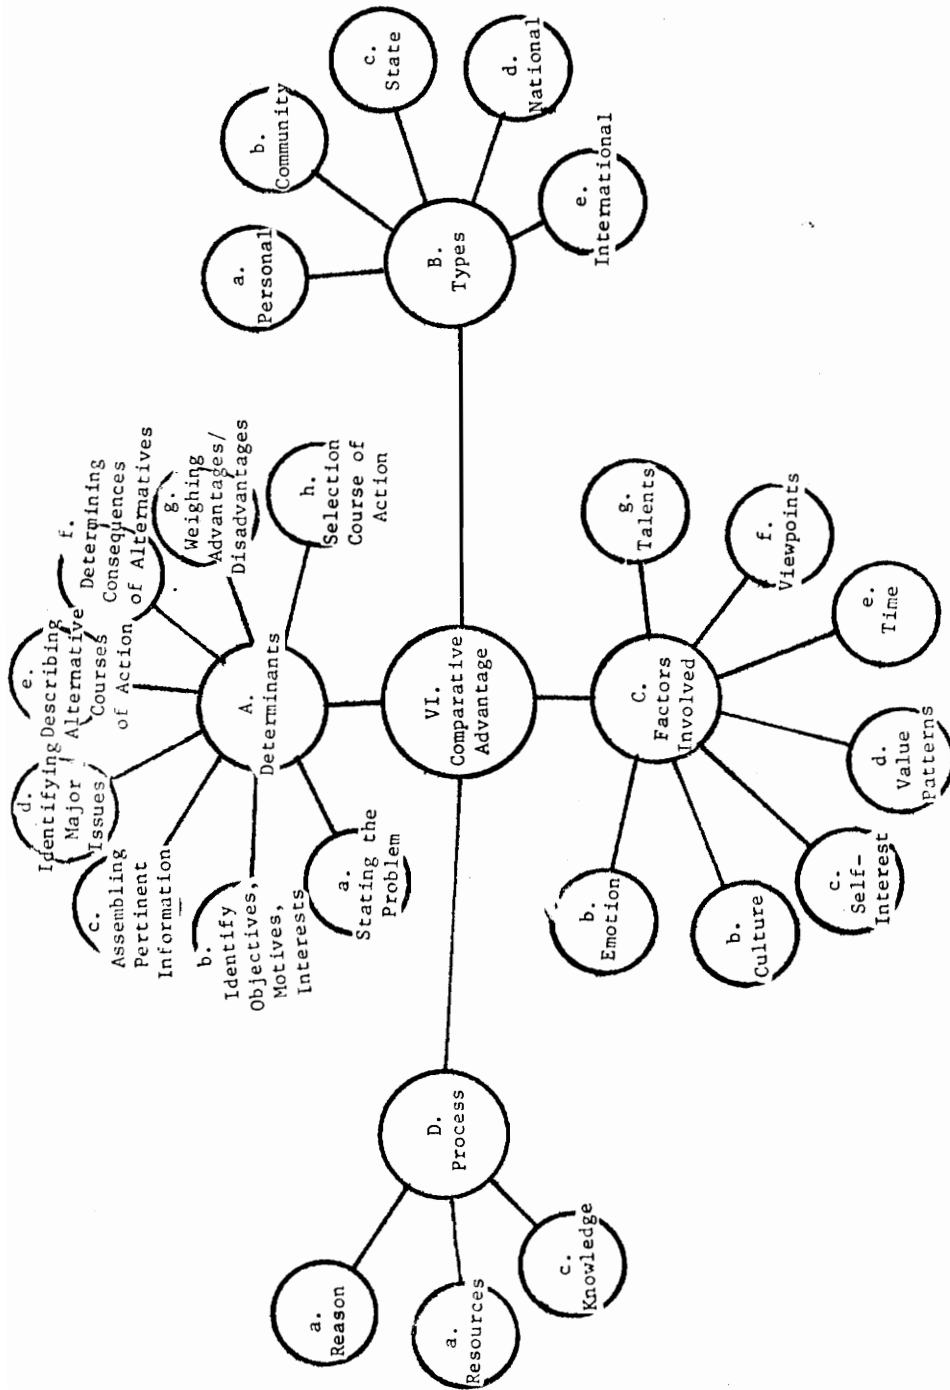 VI.
Comparative
Advantage
A.
Determinants
a.
Stating the
Problem
b.
Identify
Objectives,
Motives,
Interests
c.
Assembling
Pertinent
Information
d.
Identifying
Major
Issues
e.
Describing
Alternative
Courses
of Action
f.
Determining
Consequences
of Alternatives
g.
Weighing
Advantages/
Disadvantages
h.
Selection
Course of
Action
B.
Types
a.
Personal
b.
Community
c.
State
d.
National
e.
International
C.
Factors
Involved
b.
Emotion
b.
Culture
c.
Self-
Interest
d.
Value
Patterns
e.
Time
f.
Viewpoints
g.
Talents
D.
Process
a.
Reason
a.
Resources
c.
Knowledge